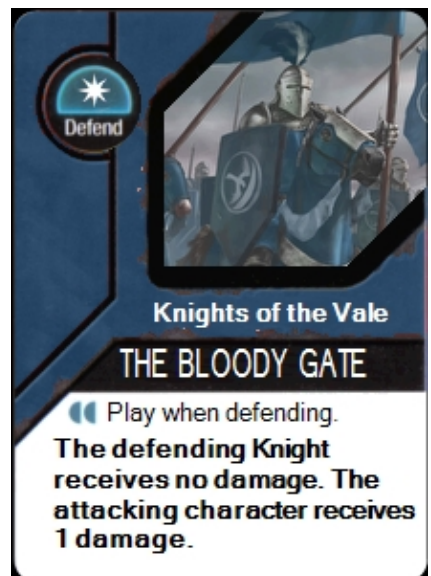 Defend
Knights of the Vale
THE BLOODY GATE
Play when defending.
The defending Knight
receives no damage. The
attacking character receives
1 damage.